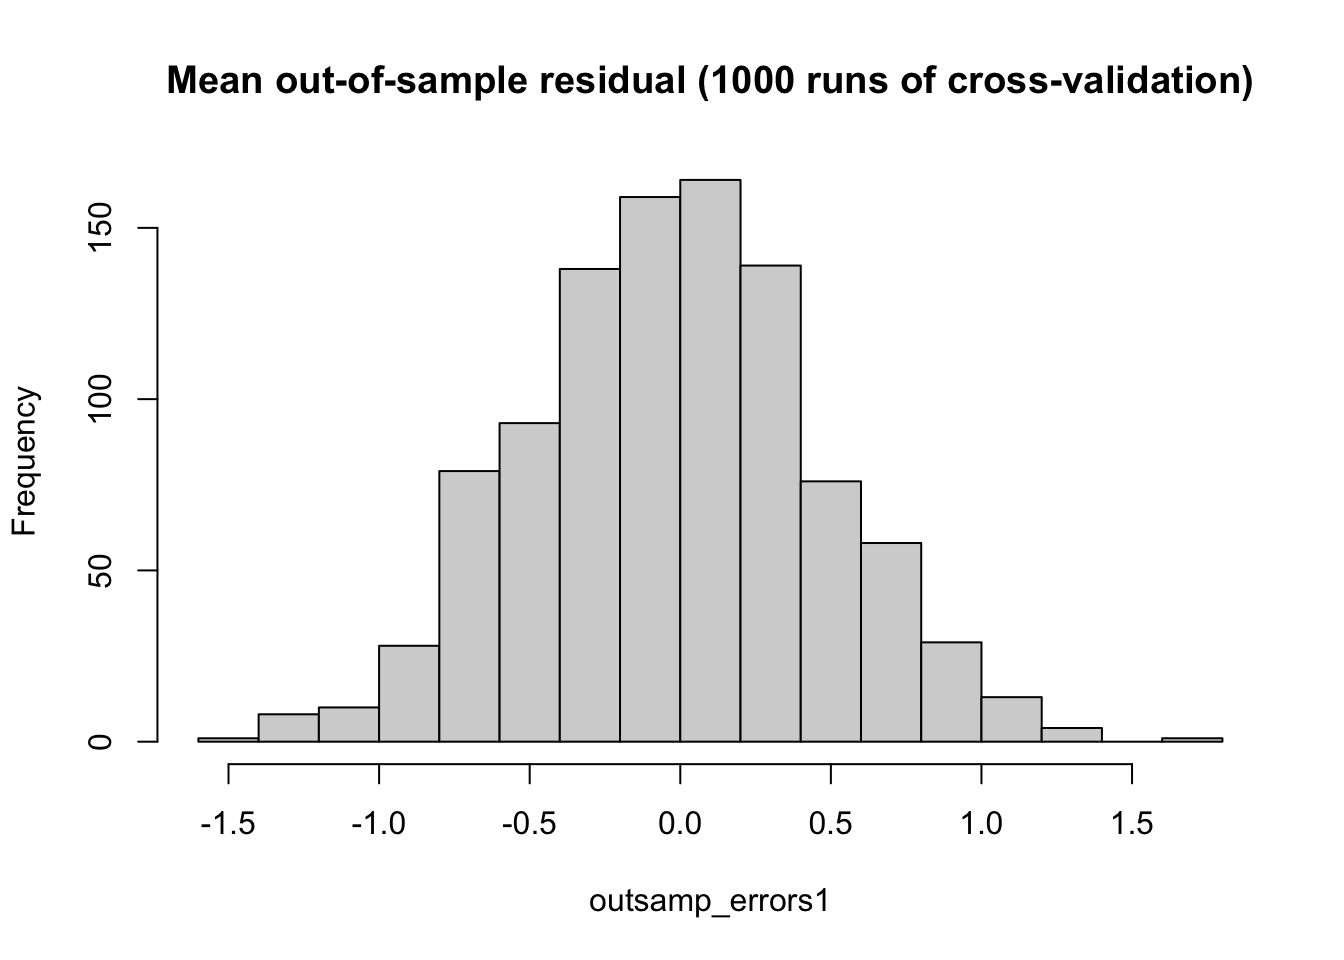 Mean out-of-sample residual (1000 runs of cross-validation)
Frequency
150
100
50
0
-1.5 -1.0 -0.5 0.0 0.5 1.0 1.5
outsamp_errors1